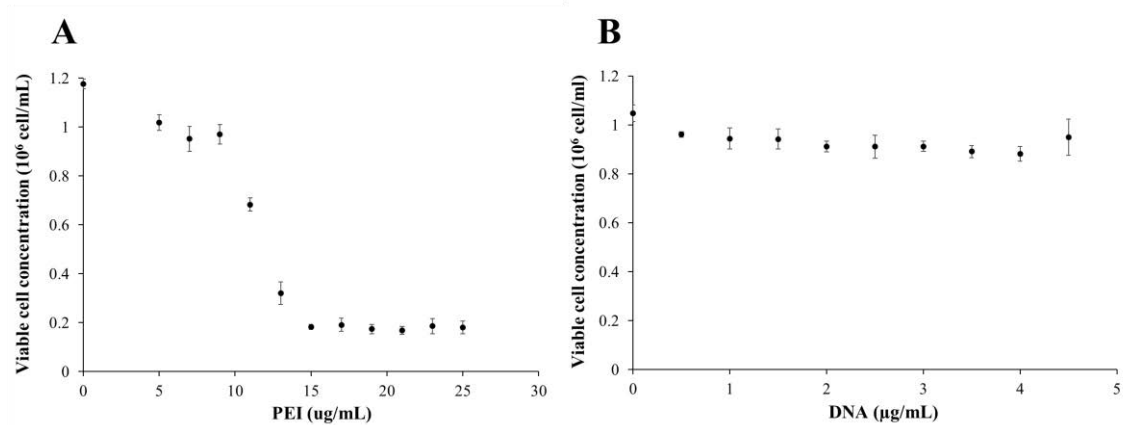 A
Viable cell concentration (10⁶ cell/mL)
1.2
1
0.8
0.6
0.4
0.2
0
0 5 10 15 20 25 30
PEI (ug/mL)
B
Viable cell concentration (10⁶ cell/ml)
1.2
1
0.8
0.6
0.4
0.2
0
0 1 2 3 4 5
DNA (µg/mL)